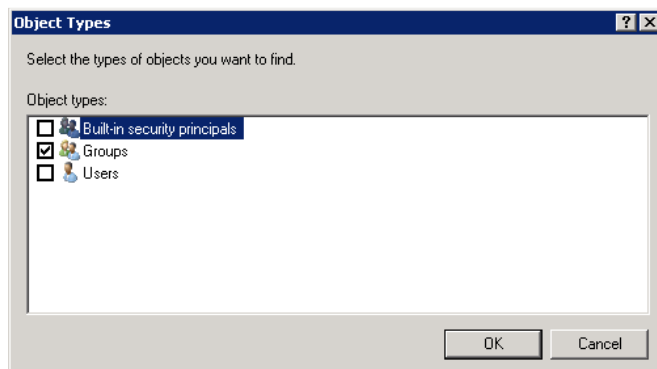 Object Types
Select the types of objects you want to find.
Object types:
Built-in security principals
Groups
Users
OK Cancel